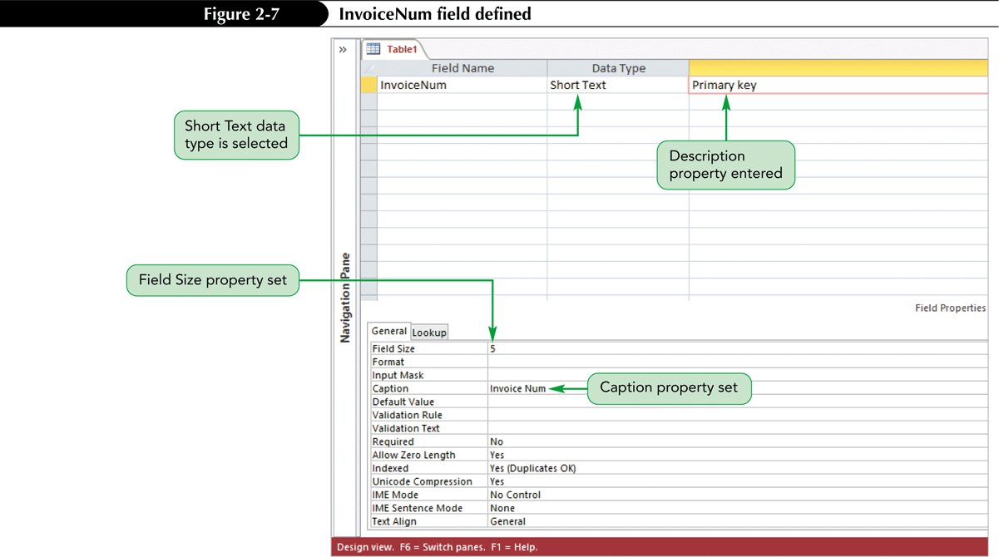 Figure 2-7 InvoiceNum field defined
»
Table1
Field Name Data Type
InvoiceNum Short Text Primary key
Short Text data
type is selected
Description
property entered
Field Size property set
Navigation Pane
Field Properties
General Lookup
Field Size 5
Format
Input Mask
Caption Invoice Num
Caption property set
Default Value
Validation Rule
Validation Text
Required No
Allow Zero Length Yes
Indexed Yes (Duplicates OK)
Unicode Compression Yes
IME Mode No Control
IME Sentence Mode None
Text Align General
Design view. F6 = Switch panes. F1 = Help.